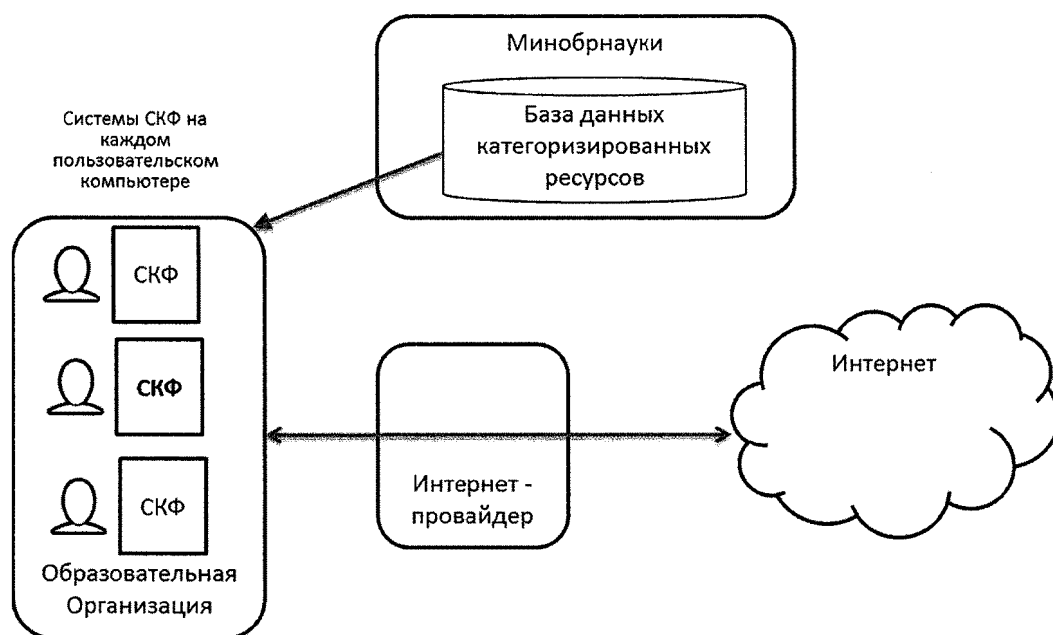 Минобрнауки
База данных
категоризированных
ресурсов
Системы СКФ на
каждом
пользовательском
компьютере
СКФ
СКФ
СКФ
Образовательная
Организация
Интернет -
провайдер
Интернет